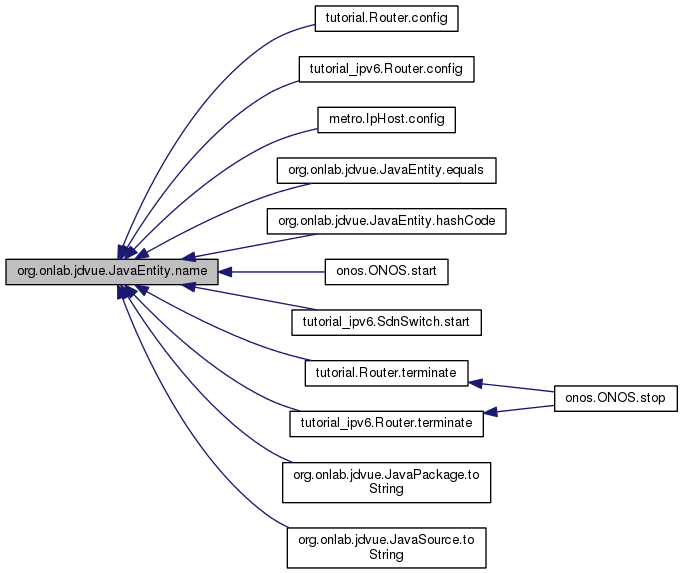 tutorial.Router.config
tutorial_ipv6.Router.config
metro.IpHost.config
org.onlab.jdvue.JavaEntity.equals
org.onlab.jdvue.JavaEntity.hashCode
org.onlab.jdvue.JavaEntity.name
onos.ONOS.start
tutorial_ipv6.SdnSwitch.start
tutorial.Router.terminate
onos.ONOS.stop
tutorial_ipv6.Router.terminate
org.onlab.jdvue.JavaPackage.to
String
org.onlab.jdvue.JavaSource.to
String